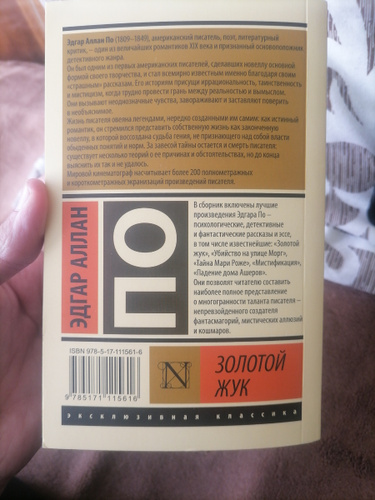 Эдгар Аллан По (1809–1849), американский писатель, поэт, литературный
критик, – один из величайших романтиков XIX века и признанный основоположник
детективного жанра.
Он был одним из первых американских писателей, сделавших новеллу основной
формой своего творчества, и стал всемирно известным именно благодаря своим
«страшным» рассказам. Его истории присущи иррациональность, таинственность
и мистицизм, когда трудно провести грань между реальностью и вымыслом.
Они вызывают неоднозначные чувства, завораживают и заставляют поверить
в необъяснимое.
Жизнь писателя овеяна легендами, нередко созданными им самим: как истинный
романтик, он стремился представить собственную жизнь как законченную
новеллу, в которой воссоздана судьба гения, не признающего над собой власти
обыденных понятий и норм. За завесой тайны остается и смерть писателя:
существует несколько теорий о ее причинах и обстоятельствах, но до конца
выяснить их так и не удалось.
Мировой кинематограф насчитывает более 200 полнометражных
и короткометражных экранизаций произведений писателя.
ЭДГАР АЛЛАН
ПО
В сборник включены лучшие
произведения Эдгара По –
психологические, детективные
и фантастические рассказы и эссе,
в том числе известнейшие: «Золотой
жук», «Убийство на улице Морг»,
«Тайна Мари Роже», «Мистификация»,
«Падение дома Ашеров».
Они позволят читателю составить
наиболее полное представление
о многогранности таланта писателя –
непревзойденного создателя
фантасмагорий, мистических аллюзий
и кошмаров.
ISBN 978-5-17-111561-6
9785171115616
N
ЗОЛОТОЙ
ЖУК
эксклюзивная классика